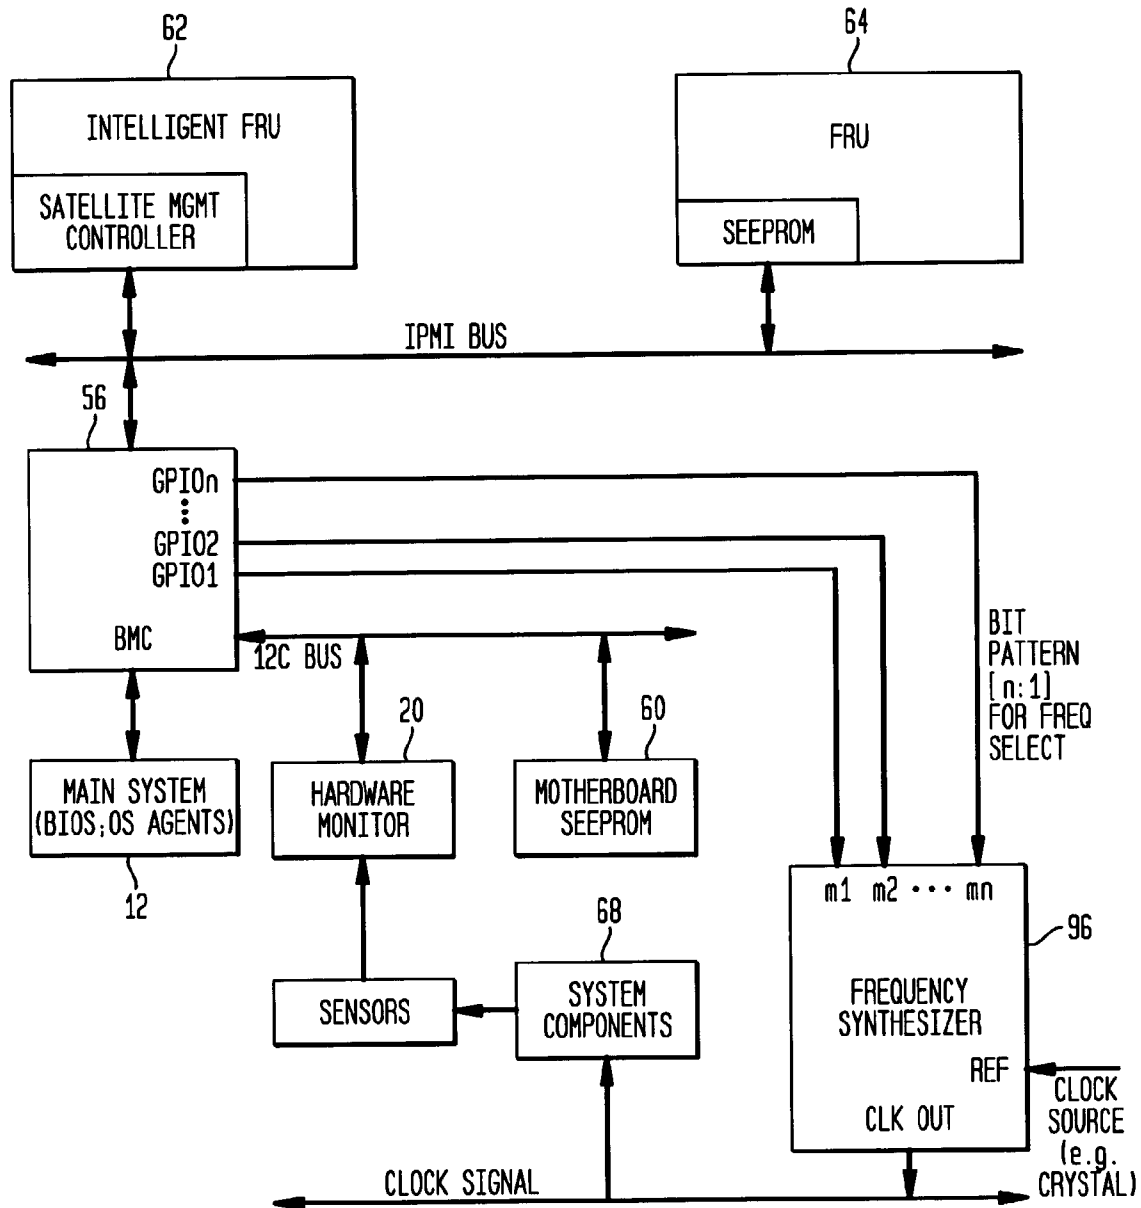 62
64
INTELLIGENT FRU
FRU
SATELLITE MGMT
CONTROLLER
SEEPROM
IPMI BUS
56
GPIOn
GPIO2
GPIO1
BMC
12C BUS
BIT
PATTERN
[n:1]
FOR FREQ
SELECT
20
60
MAIN SYSTEM
(BIOS;OS AGENTS)
HARDWARE
MONITOR
MOTHERBOARD
SEEPROM
12
m1 m2 ••• mn
96
68
SENSORS
SYSTEM
COMPONENTS
FREQUENCY
SYNTHESIZER
REF
CLK OUT
CLOCK
SOURCE
(e.g.
CRYSTAL)
CLOCK SIGNAL